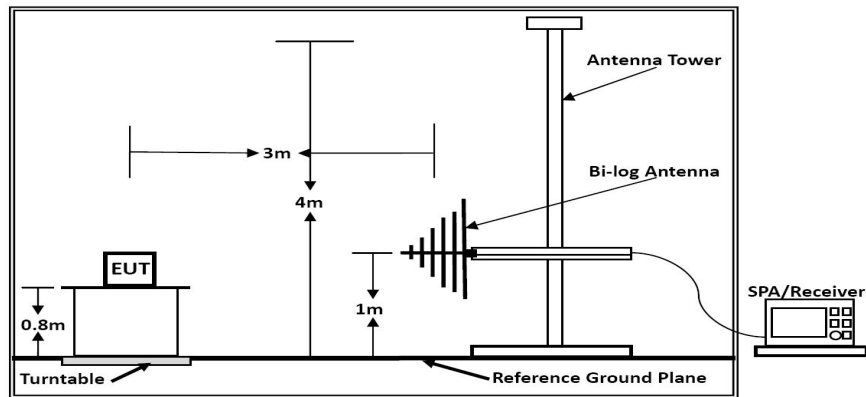 Antenna Tower
3m
Bi-log Antenna
4m
EUT
SPA/Receiver
0.8m
1m
Turntable
Reference Ground Plane